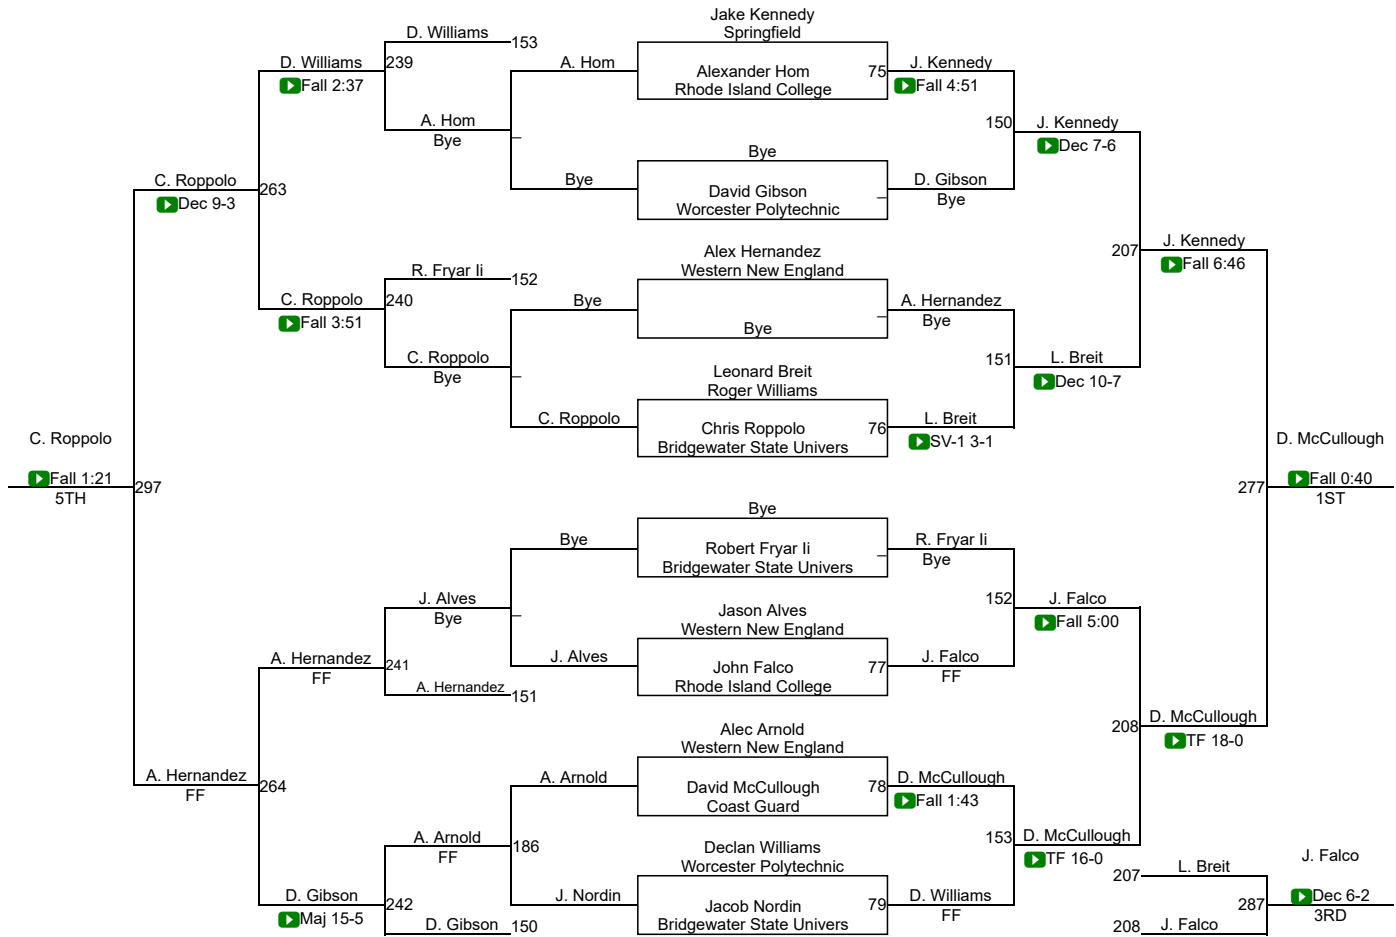 Jake Kennedy
Springfield
D. Williams
153
D. Williams
239
A. Hom
Alexander Hom
75
J. Kennedy
Fall 2:37
Rhode Island College
Fall 4:51
A. Hom
150
J. Kennedy
Bye
Dec 7-6
Bye
C. Roppolo
263
Bye
David Gibson
D. Gibson
Dec 9-3
Worcester Polytechnic
Bye
Alex Hernandez
207
J. Kennedy
R. Fryar Ii
152
Western New England
Fall 6:46
C. Roppolo
240
Bye
A. Hernandez
Fall 3:51
Bye
Bye
C. Roppolo
151
L. Breit
Bye
Leonard Breit
Dec 10-7
Roger Williams
C. Roppolo
Chris Roppolo
76
L. Breit
C. Roppolo
Bridgewater State Univers
SV-1 3-1
D. McCullough
Fall 1:21
297
277
Fall 0:40
5TH
1ST
Bye
Bye
Robert Fryar Ii
R. Fryar Ii
Bridgewater State Univers
Bye
J. Alves
Jason Alves
152
J. Falco
Bye
Western New England
Fall 5:00
A. Hernandez
241
J. Alves
John Falco
77
J. Falco
FF
A. Hernandez
151
Rhode Island College
FF
Alec Arnold
208
D. McCullough
Western New England
TF 18-0
A. Hernandez
264
A. Arnold
David McCullough
78
D. McCullough
FF
Coast Guard
Fall 1:43
A. Arnold
186
Declan Williams
153
D. McCullough
FF
Worcester Polytechnic
TF 16-0
J. Falco
207
L. Breit
D. Gibson
242
J. Nordin
Jacob Nordin
79
D. Williams
287
Dec 6-2
Maj 15-5
D. Gibson
150
Bridgewater State Univers
FF
208
J. Falco
3RD